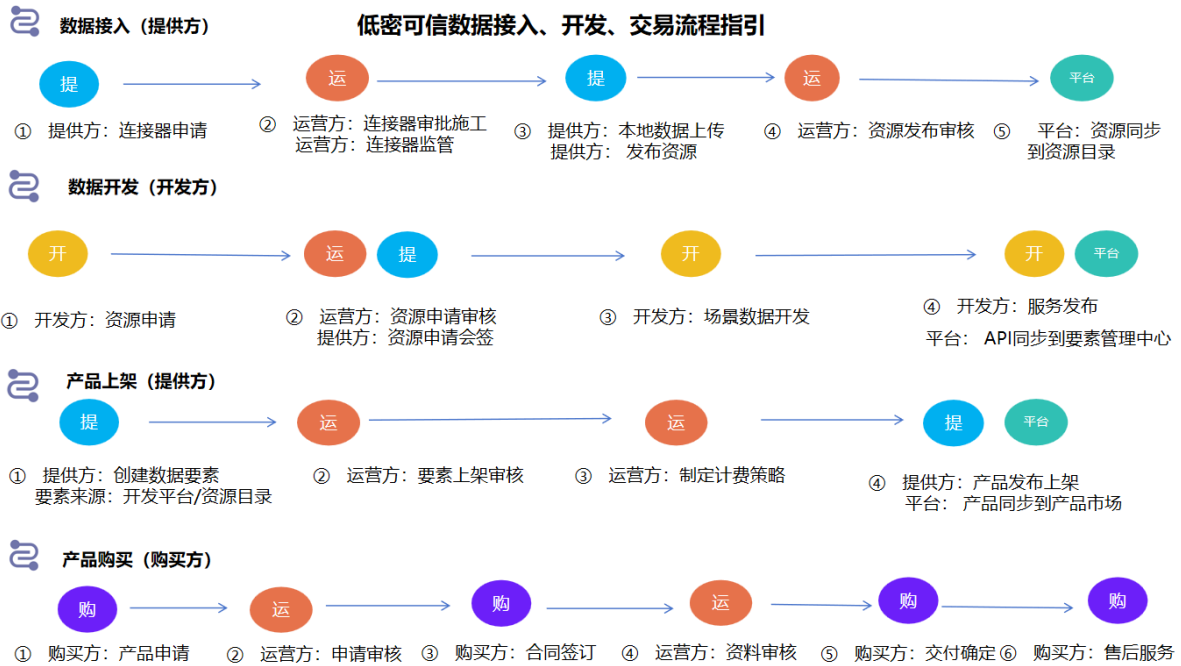 低密可信数据接入、开发、交易流程指引
数据接入（提供方）
提
运
提
运
平台
① 提供方：连接器申请
② 运营方：连接器审批施工
运营方：连接器监管
③ 提供方：本地数据上传
提供方： 发布资源
④ 运营方：资源发布审核
⑤ 平台：资源同步
到资源目录
数据开发（开发方）
开
运
提
开
开
平台
① 开发方：资源申请
② 运营方：资源申请审核
提供方：资源申请会签
③ 开发方：场景数据开发
④ 开发方：服务发布
平台： API同步到要素管理中心
产品上架（提供方）
提
运
运
提
平台
① 提供方：创建数据要素
要素来源：开发平台/资源目录
② 运营方：要素上架审核
③ 运营方：制定计费策略
④ 提供方：产品发布上架
平台： 产品同步到产品市场
产品购买（购买方）
购
运
购
运
购
购
① 购买方：产品申请
② 运营方：申请审核
③ 购买方：合同签订
④ 运营方：资料审核
⑤ 购买方：交付确定
⑥ 购买方：售后服务